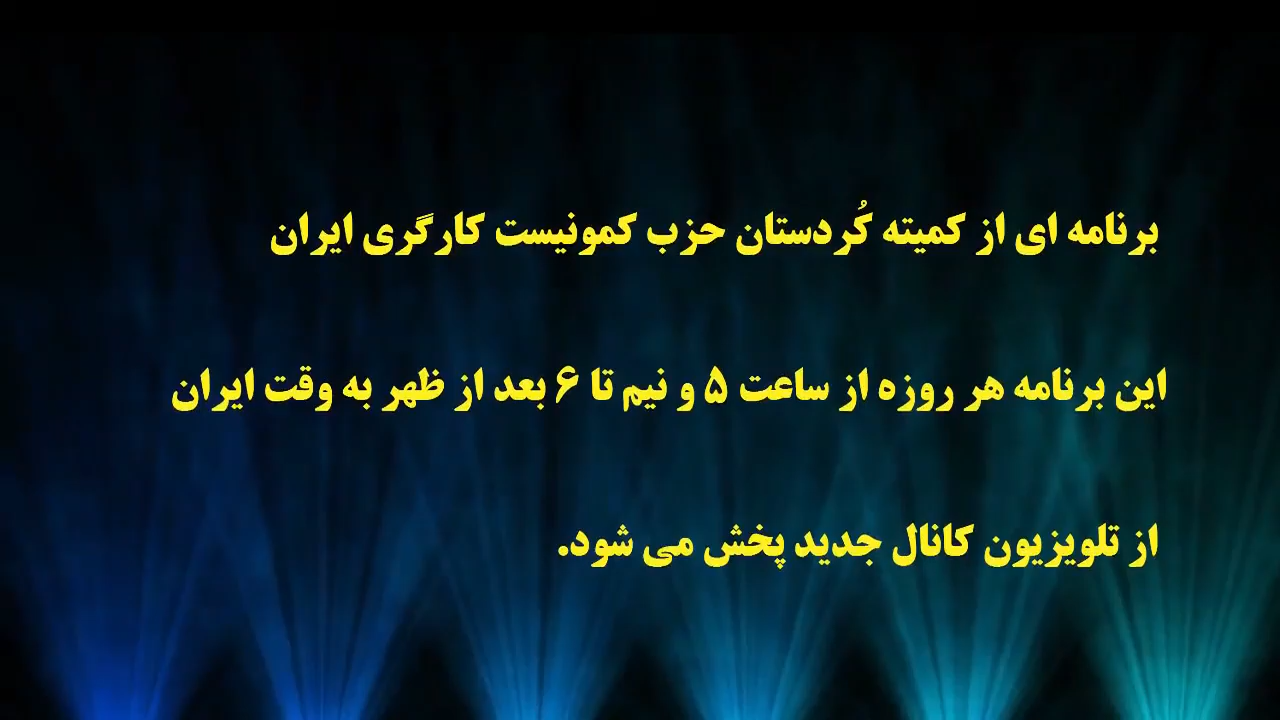 برنامه ای از کمیته کُردستان حزب کمونیست کارگری ایران
این برنامه هر روزه از ساعت ۵ و نیم تا ۶ بعد از ظهر به وقت ایران
از تلویزیون کانال جدید پخش می شود.